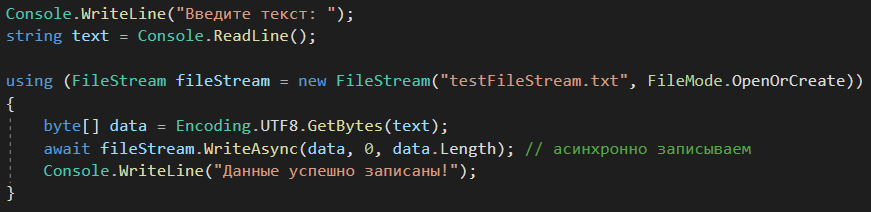 Console.WriteLine("Введите текст: ");
string text = Console.ReadLine();
using (FileStream fileStream = new FileStream("testFileStream.txt", FileMode.OpenOrCreate))
{
byte[] data = Encoding.UTF8.GetBytes(text);
await fileStream.WriteAsync(data, 0, data.Length); // асинхронно записываем
Console.WriteLine("Данные успешно записаны!");
}